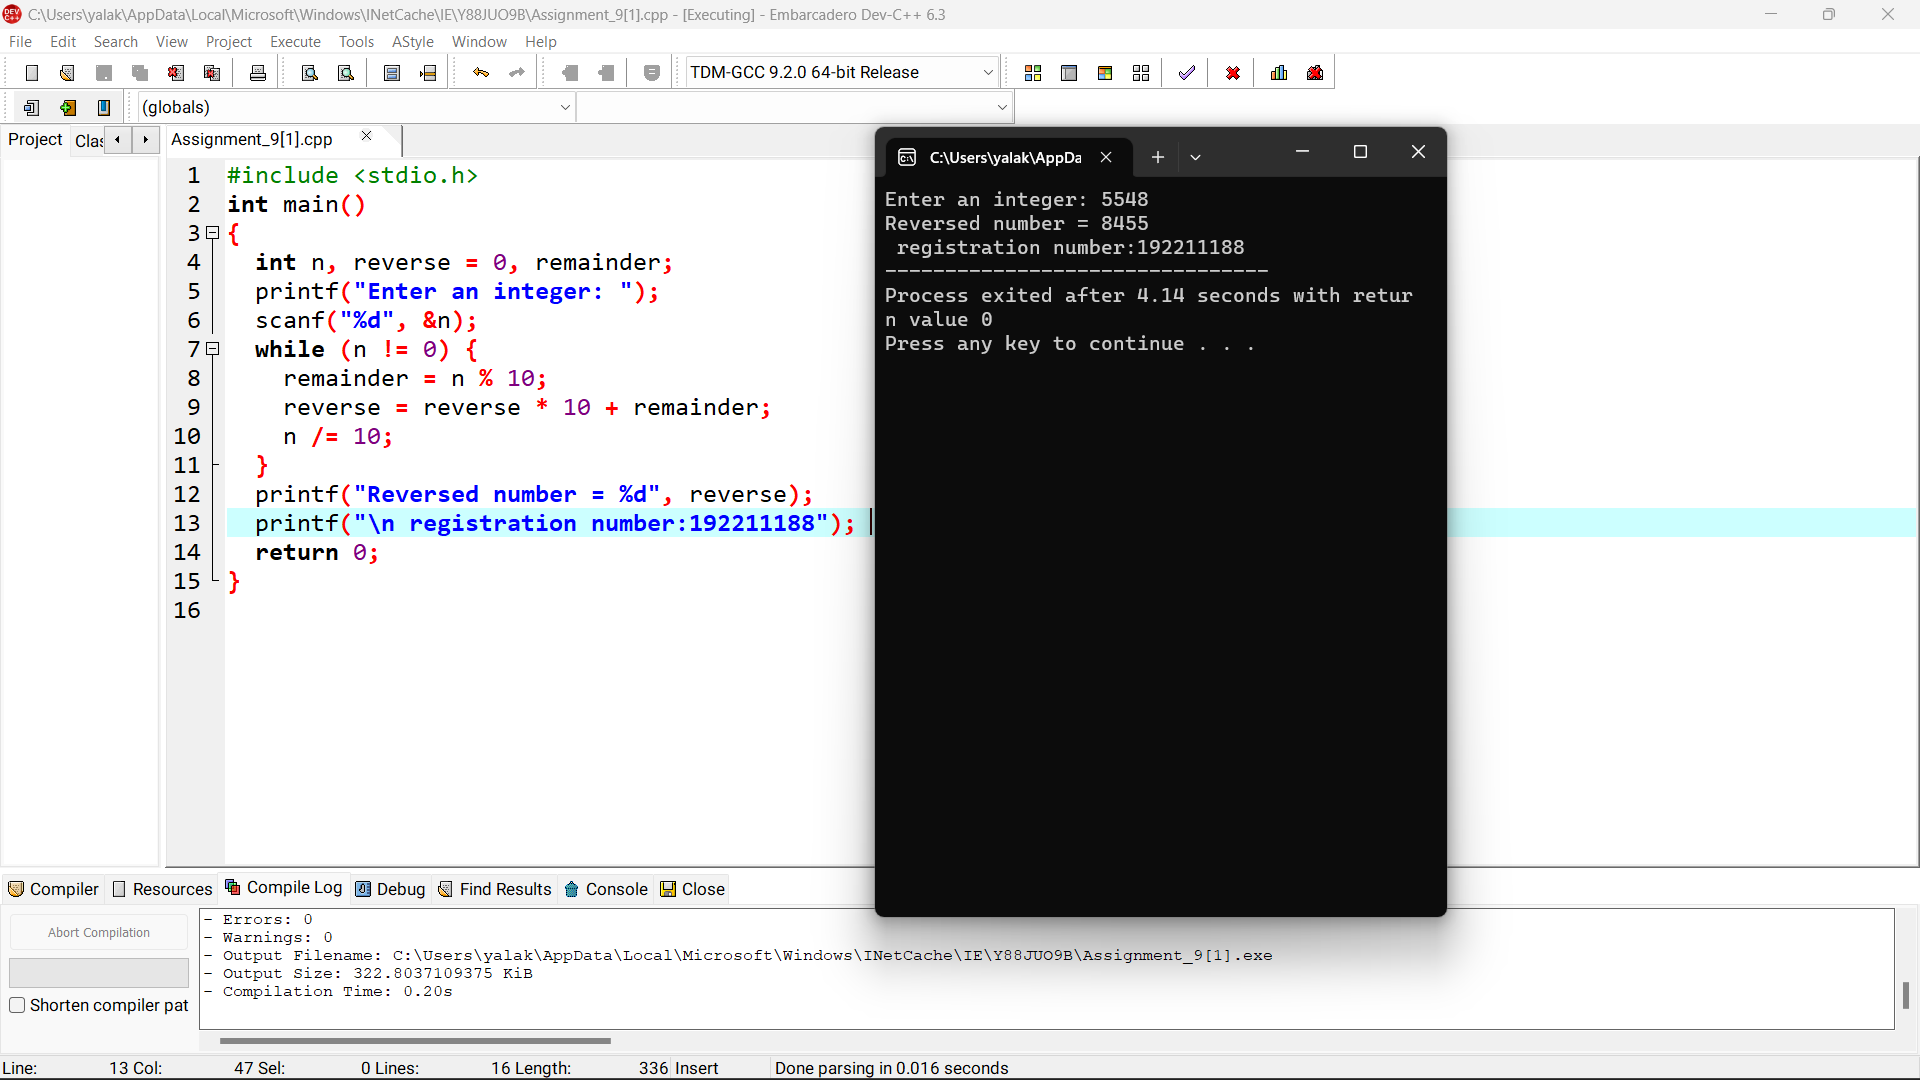 C:\Users\yalak\AppData\Local\Microsoft\Windows\INetCache\IE\Y88JUO9B\Assignment_9[1].cpp - [Executing] - Embarcadero Dev-C++ 6.3
File Edit Search View Project Execute Tools AStyle Window Help
TDM-GCC 9.2.0 64-bit Release
(globals)
Project Clas Assignment_9[1].cpp
1 #include <stdio.h>
2 int main()
3 {
4 int n, reverse = 0, remainder;
5 printf("Enter an integer: ");
6 scanf("%d", &n);
7 while (n != 0) {
8 remainder = n % 10;
9 reverse = reverse * 10 + remainder;
10 n /= 10;
11 }
12 printf("Reversed number = %d", reverse);
13 printf("\n registration number:192211188");
14 return 0;
15 }
16
C:\Users\yalak\AppDa
Enter an integer: 5548
Reversed number = 8455
registration number:192211188
--------------------------------
Process exited after 4.14 seconds with retur
n value 0
Press any key to continue . . .
Compiler Resources Compile Log Debug Find Results Console Close
Abort Compilation
Shorten compiler pat
- Errors: 0
- Warnings: 0
- Output Filename: C:\Users\yalak\AppData\Local\Microsoft\Windows\INetCache\IE\Y88JUO9B\Assignment_9[1].exe
- Output Size: 322.8037109375 KiB
- Compilation Time: 0.20s
Line: 13 Col: 47 Sel: 0 Lines: 16 Length: 336 Insert Done parsing in 0.016 seconds